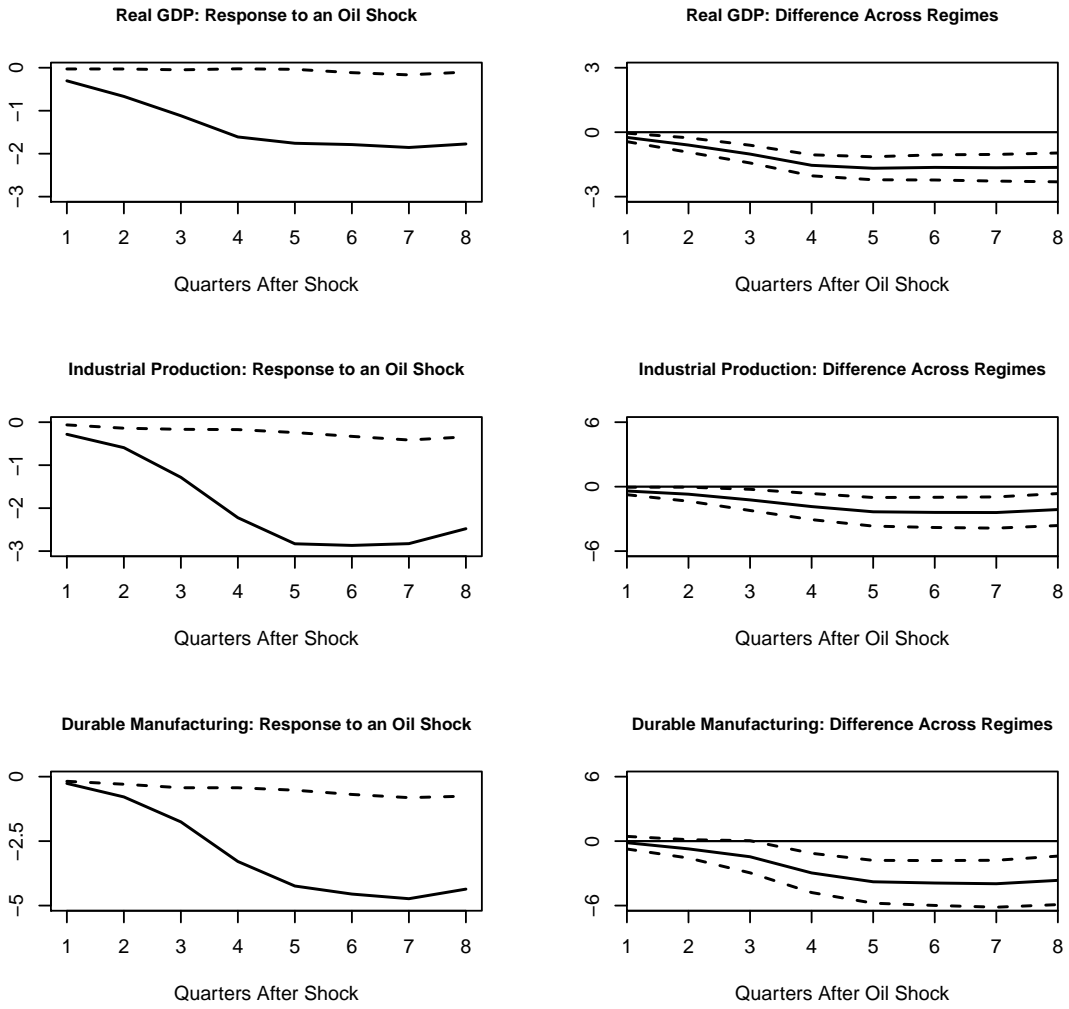 Real GDP: Response to an Oil Shock
0
−1
−2
−3
1 2 3 4 5 6 7 8
Quarters After Shock
Real GDP: Difference Across Regimes
3
0
−3
1 2 3 4 5 6 7 8
Quarters After Oil Shock
Industrial Production: Response to an Oil Shock
0
−1
−2
−3
1 2 3 4 5 6 7 8
Quarters After Shock
Industrial Production: Difference Across Regimes
6
0
−6
1 2 3 4 5 6 7 8
Quarters After Oil Shock
Durable Manufacturing: Response to an Oil Shock
0
−2.5
−5
1 2 3 4 5 6 7 8
Quarters After Shock
Durable Manufacturing: Difference Across Regimes
6
0
−6
1 2 3 4 5 6 7 8
Quarters After Oil Shock